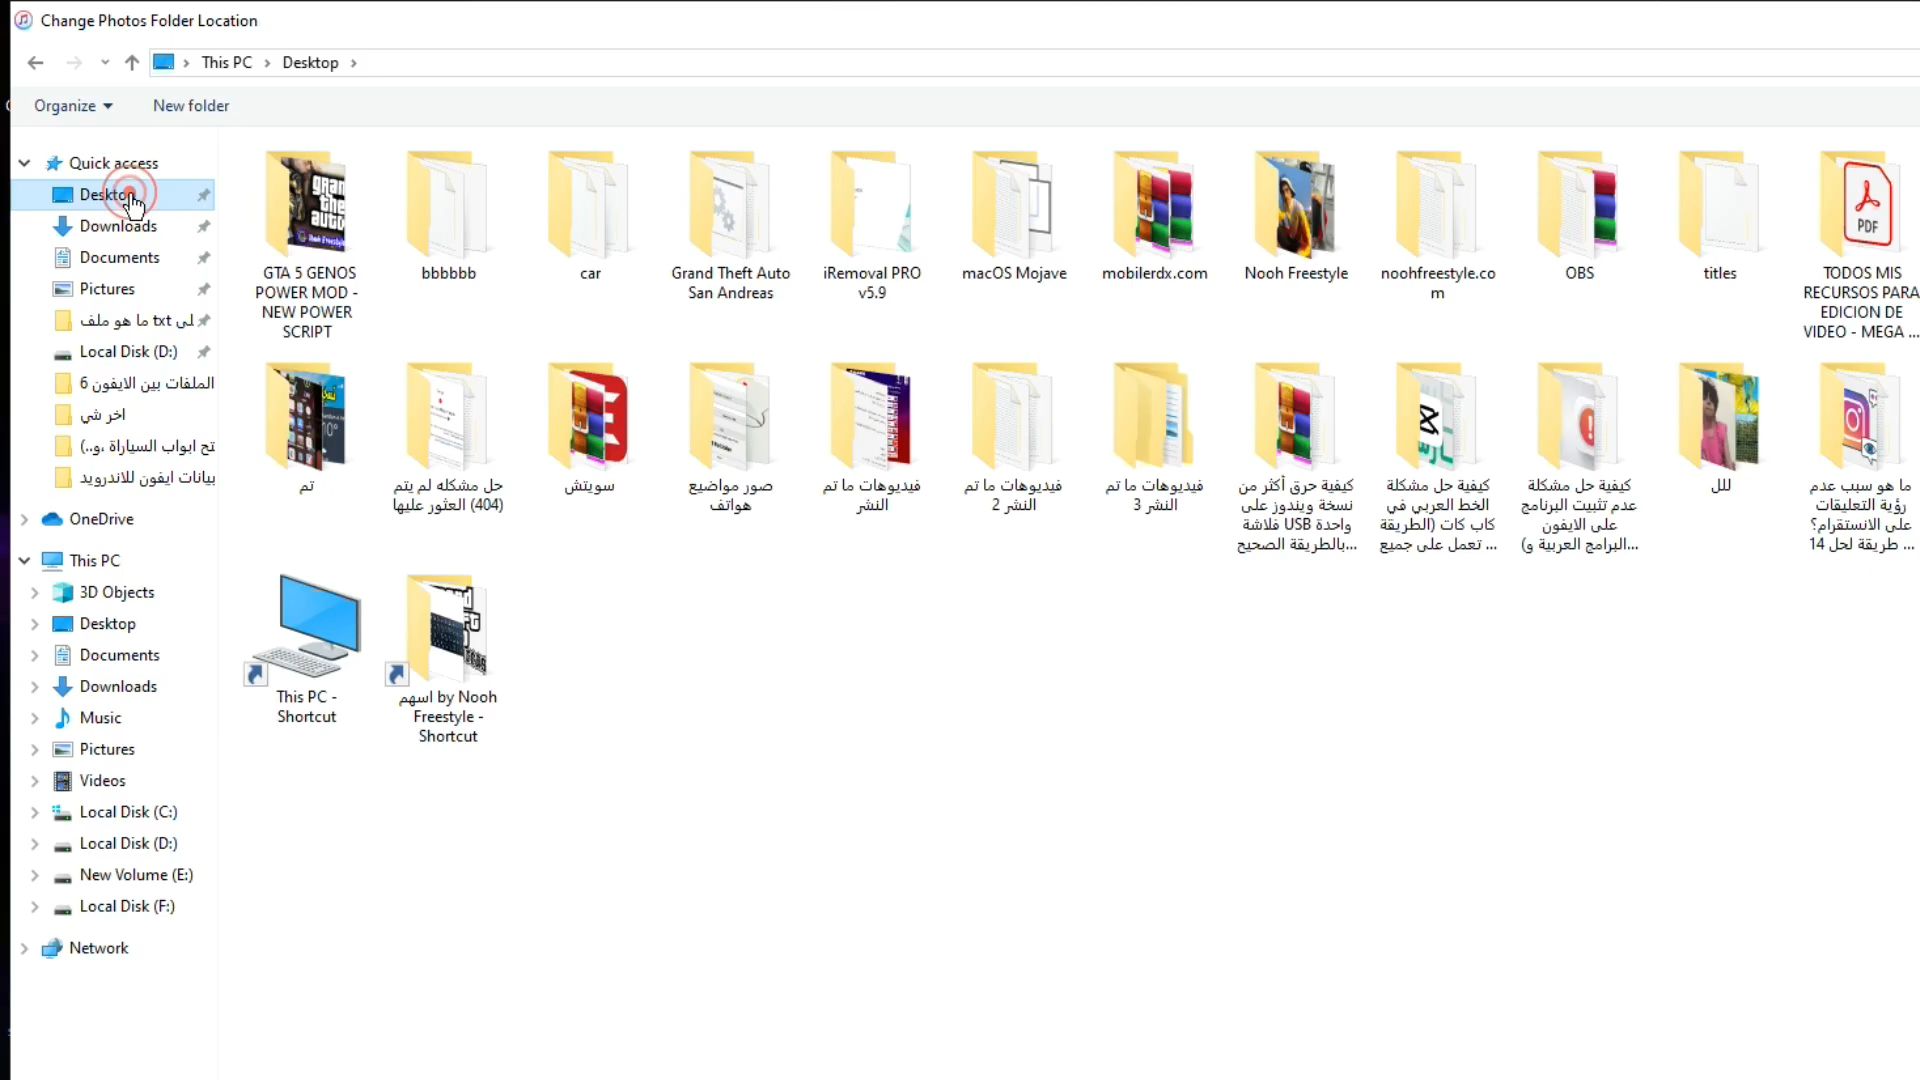 Change Photos Folder Location
This PC
Desktop
Organize
New folder
Quick access
Desktop
Downloads
Documents
Pictures
ما هو ملف txt لى
Local Disk (D:)
الملفات بين الايفون 6
اخر شي
تح ابواب السيارة ,و..)
بيانات ايفون للاندرويد
OneDrive
This PC
3D Objects
Desktop
Documents
Downloads
Music
Pictures
Videos
Local Disk (C:)
Local Disk (D:)
New Volume (E:)
Local Disk (F:)
Network
GTA 5 GENOS
POWER MOD -
NEW POWER
SCRIPT
bbbbbb
car
Grand Theft Auto
San Andreas
iRemoval PRO
v5.9
macOS Mojave
mobilerdx.com
Nooh Freestyle
noohfreestyle.co
m
OBS
titles
TODOS MIS
RECURSOS PARA
EDICION DE
VIDEO - MEGA ...
PDF
تم
حل مشكله لم يتم
العثور عليها (404)
سويتش
صور مواضيع
هواتف
فيديوهات ما تم
النشر
فيديوهات ما تم
النشر 2
فيديوهات ما تم
النشر 3
كيفية حرق أكثر من
نسخة ويندوز على
فلاشة USB واحدة
بالطريقة الصحيح...
كيفية حل مشكلة
الخط العربي في
كاب كات (الطريقة
تعمل على جميع ...
كيفية حل مشكلة
عدم تثبيت البرنامج
على الايفون
(البرامج العربية و...
للل
ما هو سبب عدم
رؤية التعليقات
على الانستقرام؟
14 طريقة لحل ...
This PC -
Shortcut
اسهم by Nooh
Freestyle -
Shortcut